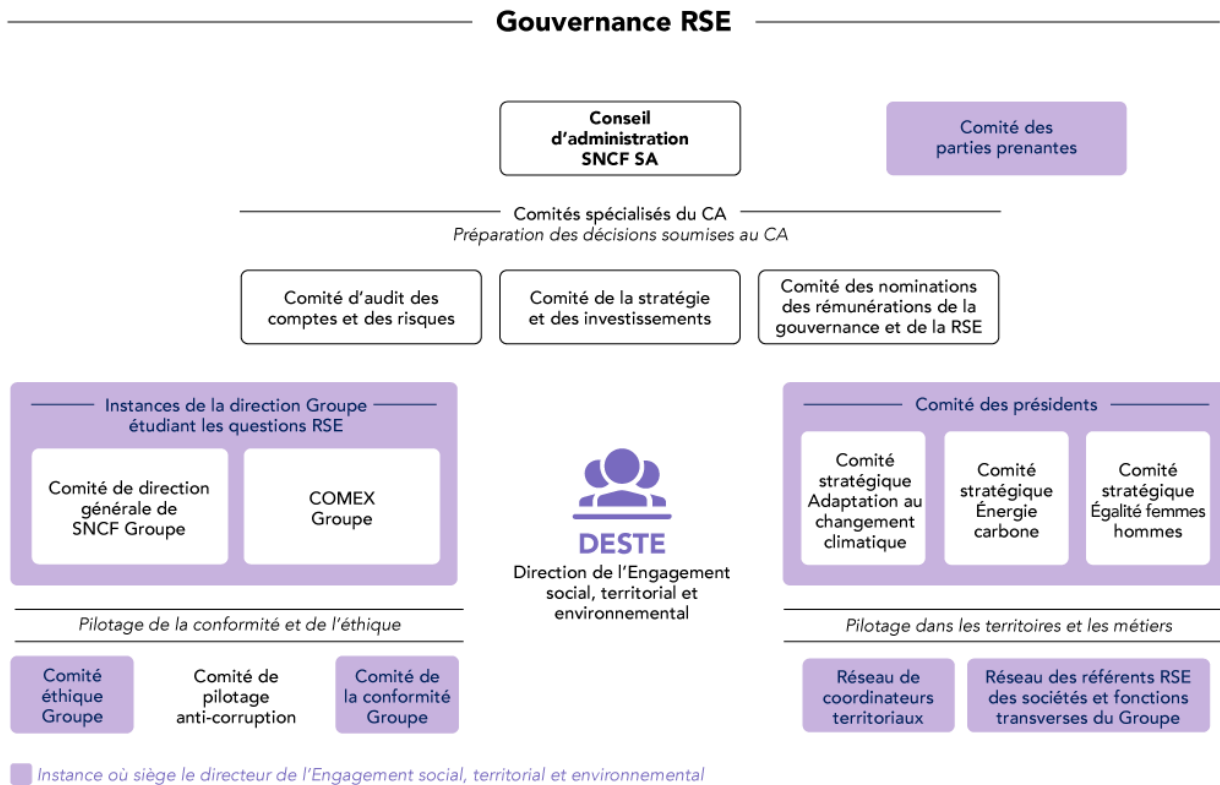 Gouvernance RSE
Conseil
d'administration
SNCF SA
Comité des
parties prenantes
Comités spécialisés du CA
Préparation des décisions soumises au CA
Comité d'audit des
comptes et des risques
Comité de la stratégie
et des investissements
Comité des nominations
des rémunérations de la
gouvernance et de la RSE
Instances de la direction Groupe
étudiant les questions RSE
Comité de direction
générale de
SNCF Groupe
COMEX
Groupe
DESTE
Direction de l'Engagement
social, territorial et
environnemental
Comité des présidents
Comité
stratégique
Adaptation au
changement
climatique
Comité
stratégique
Énergie
carbone
Comité
stratégique
Égalité femmes
hommes
Pilotage de la conformité et de l'éthique
Comité
éthique
Groupe
Comité de
pilotage
anti-corruption
Comité de
la conformité
Groupe
Pilotage dans les territoires et les métiers
Réseau de
coordinateurs
territoriaux
Réseau des référents RSE
des sociétés et fonctions
transverses du Groupe
Instance où siège le directeur de l'Engagement social, territorial et environnemental